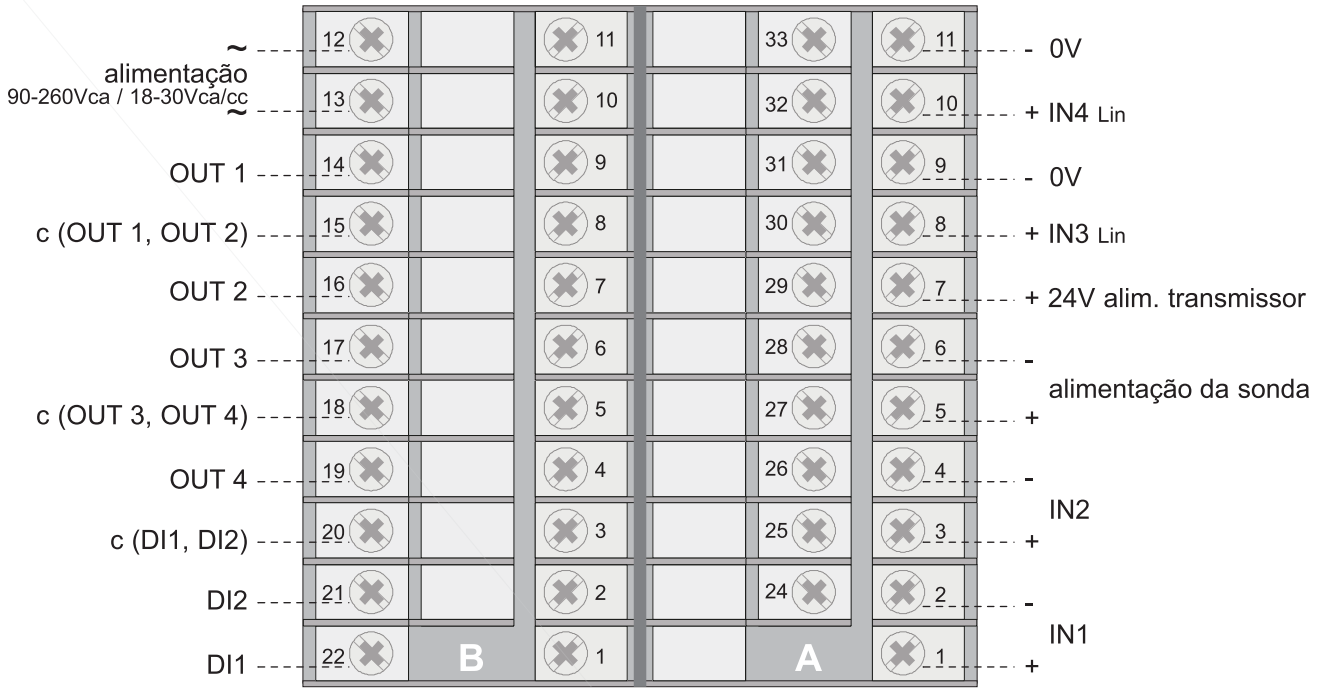 12 11 33 11
~ - 0V
alimentação
90-260Vca / 18-30Vca/cc
~
13 10 32 10 + IN4 Lin
OUT 1 14 9 31 9 - 0V
c (OUT 1, OUT 2) 15 8 30 8 + IN3 Lin
OUT 2 16 7 29 7 + 24V alim. transmissor
OUT 3 17 6 28 6 -
alimentação da sonda
c (OUT 3, OUT 4) 18 5 27 5 +
OUT 4 19 4 26 4 -
IN2
c (DI1, DI2) 20 3 25 3 +
DI2 21 2 24 2 -
IN1
DI1 22 B 1 A 1 +